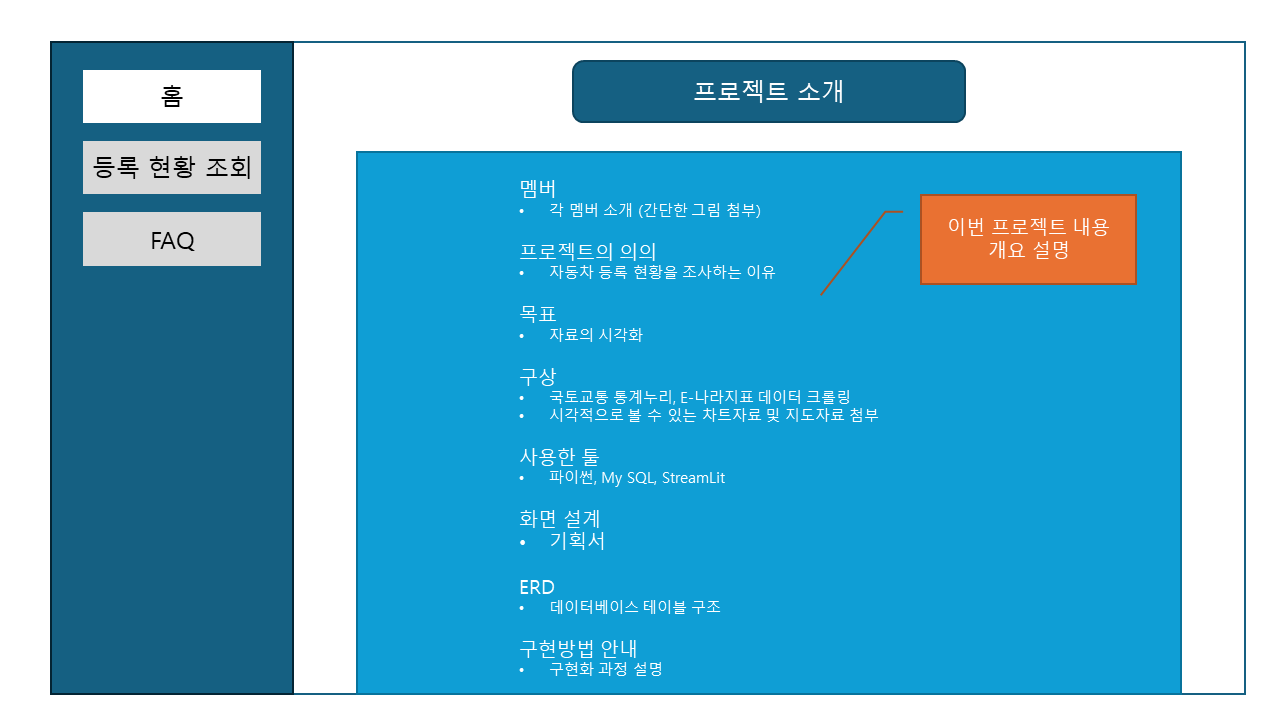 홈
등록 현황 조회
FAQ
프로젝트 소개
멤버
• 각 멤버 소개 (간단한 그림 첨부)
프로젝트의 의의
• 자동차 등록 현황을 조사하는 이유
목표
• 자료의 시각화
구상
• 국토교통 통계누리, E-나라지표 데이터 크롤링
• 시각적으로 볼 수 있는 차트자료 및 지도자료 첨부
사용한 툴
• 파이썬, My SQL, StreamLit
화면 설계
• 기획서
ERD
• 데이터베이스 테이블 구조
구현방법 안내
• 구현화 과정 설명
이번 프로젝트 내용
개요 설명